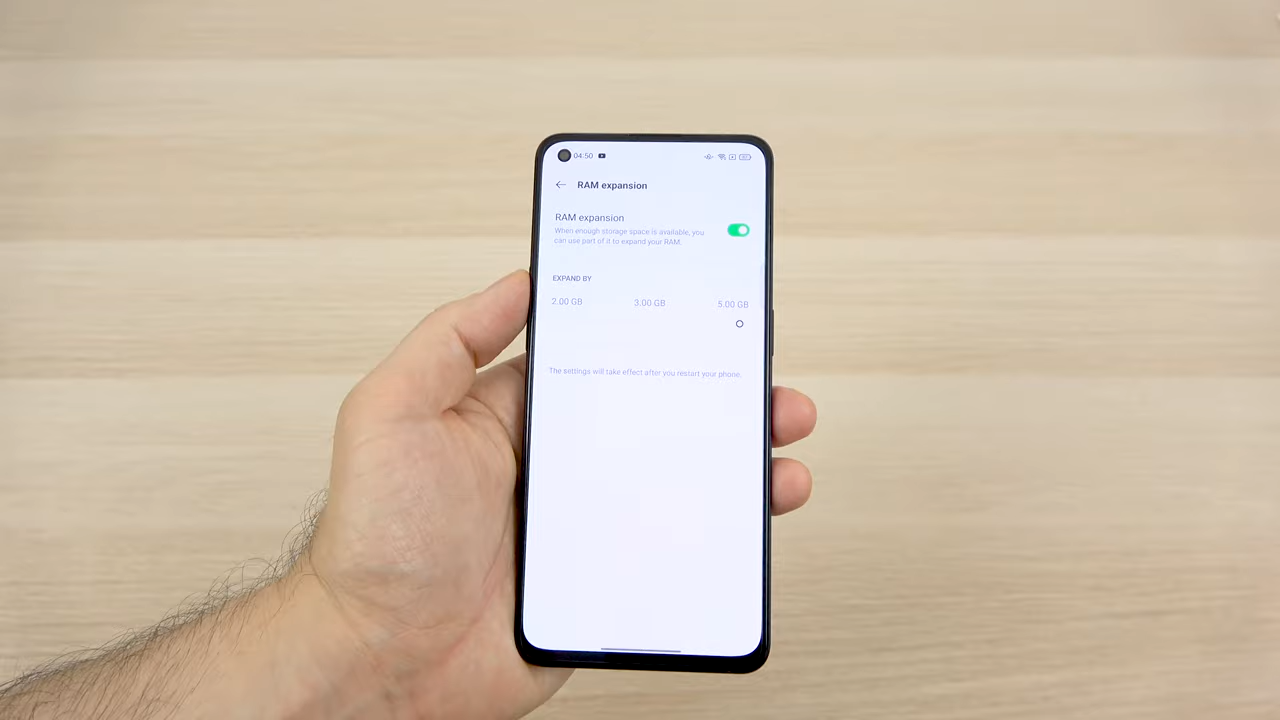 04:50
RAM expansion
RAM expansion
When enough storage space is available, you
can use part of it to expand your RAM.
EXPAND BY
2.00 GB 3.00 GB 5.00 GB
The settings will take effect after you restart your phone.